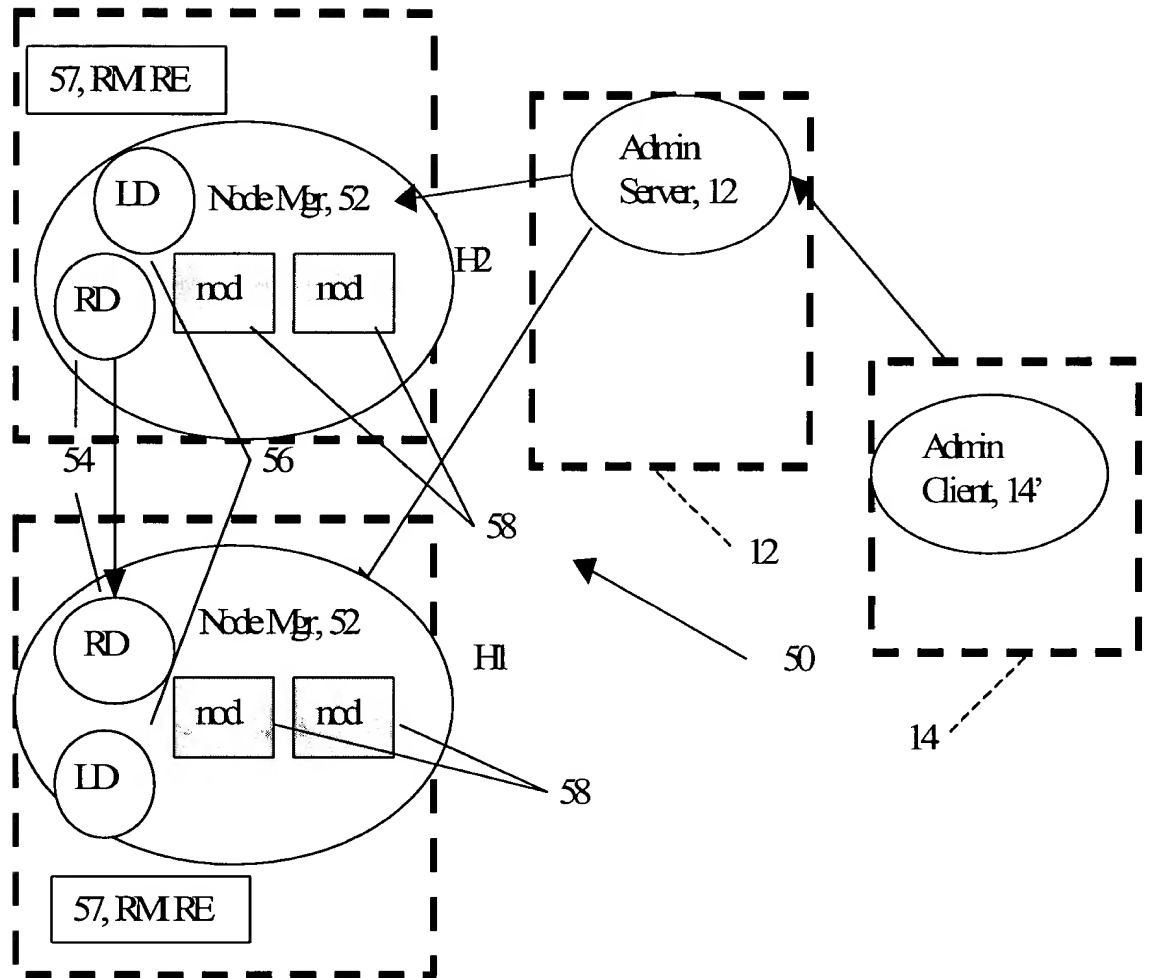 57, RMI RE
LD
Node Mgr, 52
RD
nod
nod
H2
Admin
Server, 12
54
56
58
12
Admin
Client, 14'
RD
Node Mgr, 52
H1
50
nod
nod
LD
58
14
57, RMI RE